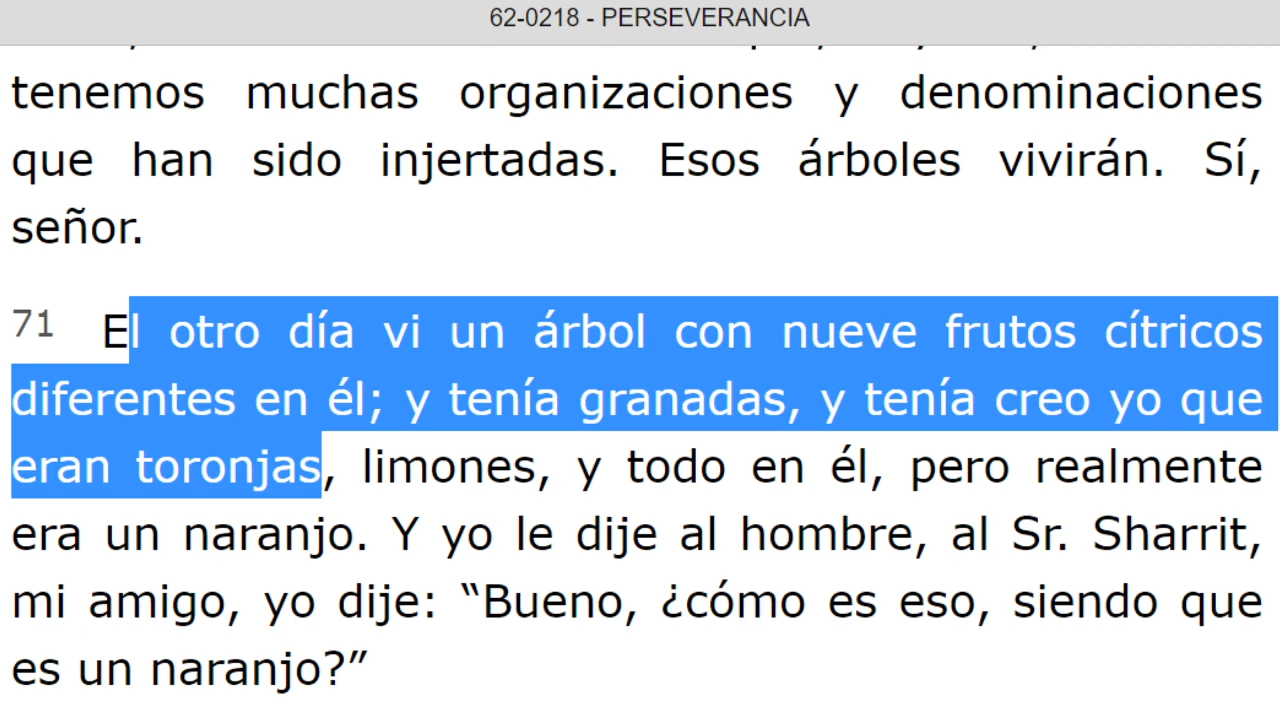 62-0218 - PERSEVERANCIA
tenemos muchas organizaciones y denominaciones
que han sido injertadas. Esos árboles vivirán. Sí,
señor.
71 El otro día vi un árbol con nueve frutos cítricos
diferentes en él; y tenía granadas, y tenía creo yo que
eran toronjas, limones, y todo en él, pero realmente
era un naranjo. Y yo le dije al hombre, al Sr. Sharrit,
mi amigo, yo dije: “Bueno, ¿cómo es eso, siendo que
es un naranjo?”